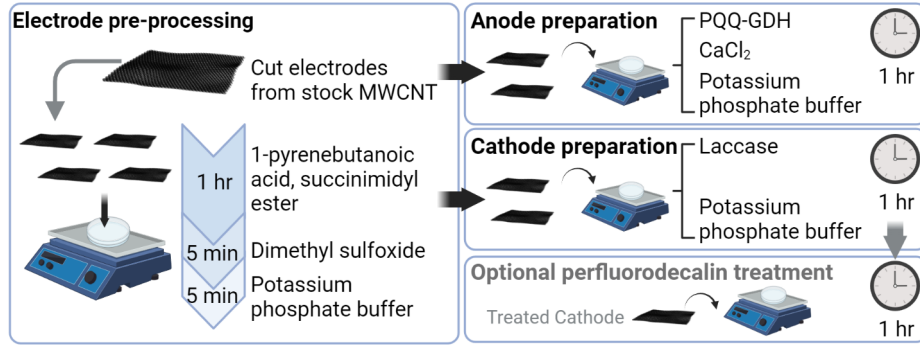 Electrode pre-processing
Cut electrodes
from stock MWCNT
1 hr
1-pyrenebutanoic
acid, succinimidyl
ester
5 min
Dimethyl sulfoxide
5 min
Potassium
phosphate buffer
Anode preparation
PQQ-GDH
CaCl₂
Potassium
phosphate buffer
1 hr
Cathode preparation
Laccase
Potassium
phosphate buffer
1 hr
Optional perfluorodecalin treatment
Treated Cathode
1 hr